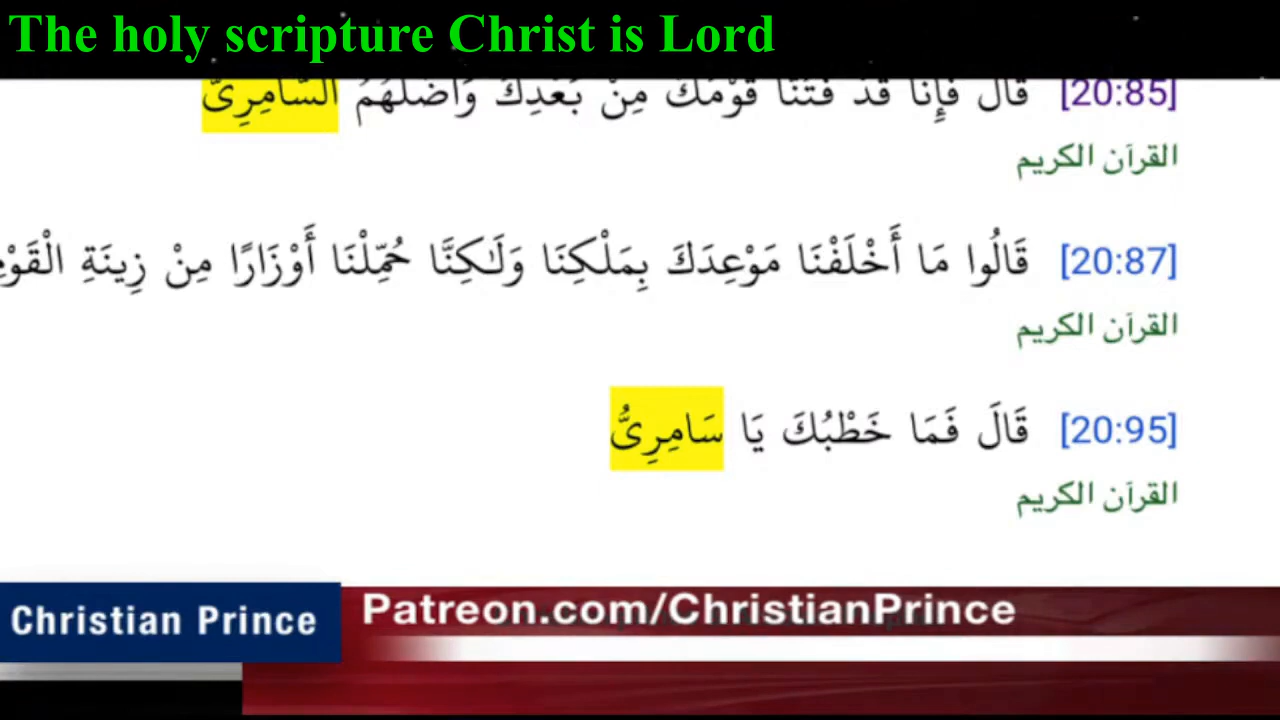 The holy scripture Christ is Lord
[20:85] قَالَ فَإِنَّا قَدْ فَتَنَّا قَوْمَكَ مِنْ بَعْدِكَ وَأَضَلَّهُمُ السَّامِرِىُّ
القرآن الكريم
[20:87] قَالُوا مَا أَخْلَفْنَا مَوْعِدَكَ بِمَلْكِنَا وَلَٰكِنَّا حُمِّلْنَا أَوْزَارًا مِنْ زِينَةِ الْقَوْمِ
القرآن الكريم
[20:95] قَالَ فَمَا خَطْبُكَ يَا سَامِرِىُّ
القرآن الكريم
Christian Prince
Patreon.com/ChristianPrince